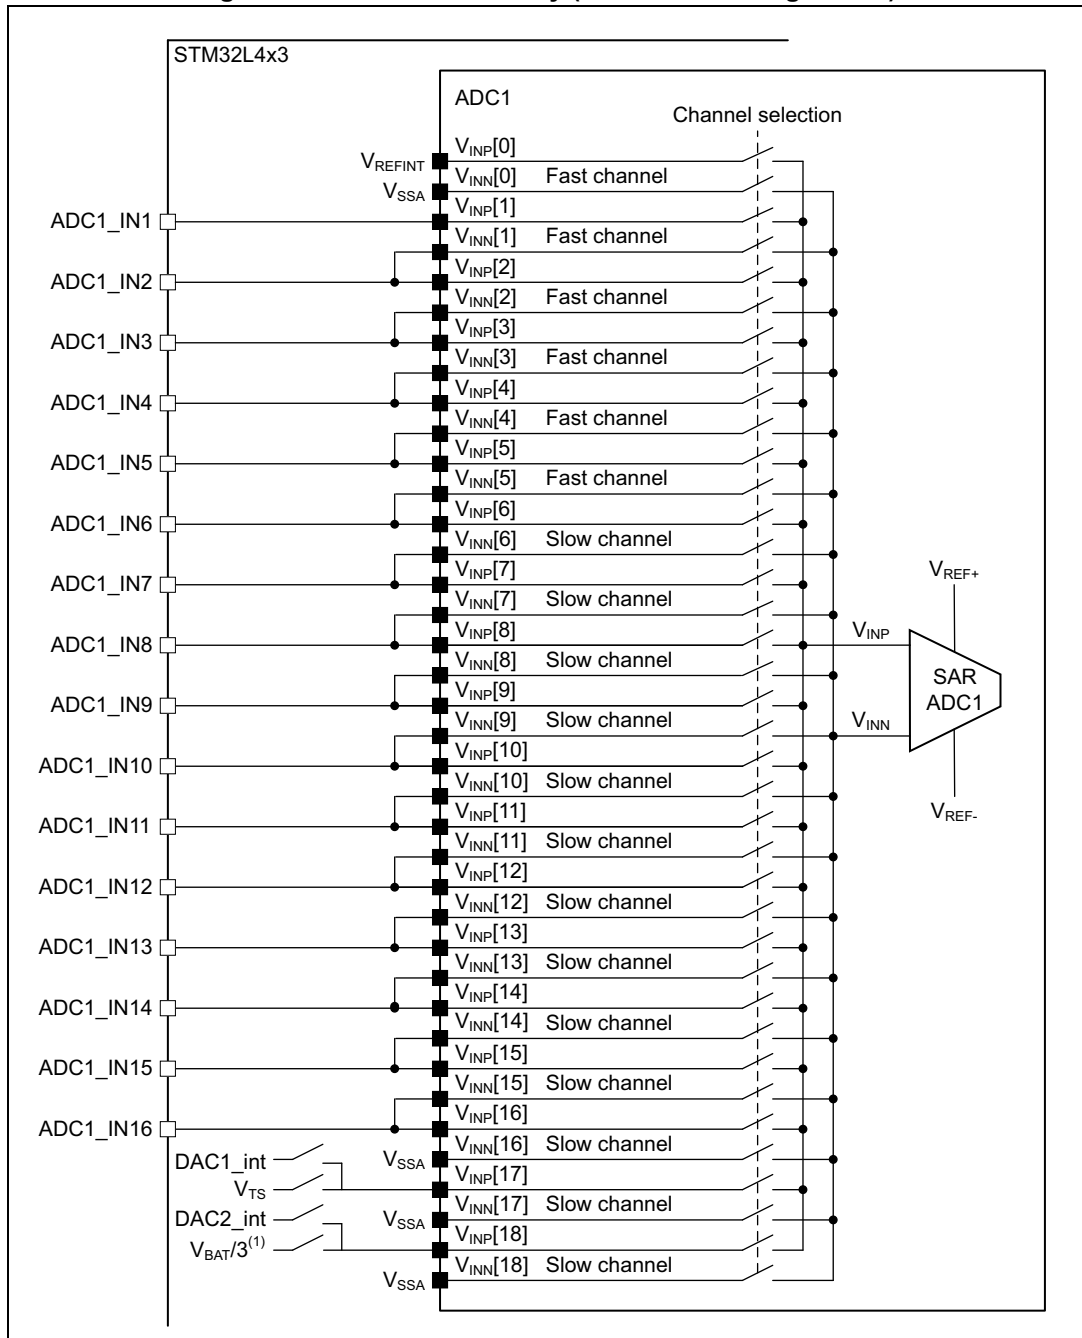 STM32L4x3
ADC1
Channel selection
VINP[0]
VREFINT
VINN[0] Fast channel
VSSA
VINP[1]
ADC1_IN1
VINN[1] Fast channel
VINP[2]
ADC1_IN2
VINN[2] Fast channel
VINP[3]
ADC1_IN3
VINN[3] Fast channel
VINP[4]
ADC1_IN4
VINN[4] Fast channel
VINP[5]
ADC1_IN5
VINN[5] Fast channel
VINP[6]
ADC1_IN6
VINN[6] Slow channel
VINP[7]
ADC1_IN7
VINN[7] Slow channel
VINP[8]
ADC1_IN8
VINN[8] Slow channel
VINP[9]
ADC1_IN9
VINN[9] Slow channel
VINP[10]
ADC1_IN10
VINN[10] Slow channel
VINP[11]
ADC1_IN11
VINN[11] Slow channel
VINP[12]
ADC1_IN12
VINN[12] Slow channel
VINP[13]
ADC1_IN13
VINN[13] Slow channel
VINP[14]
ADC1_IN14
VINN[14] Slow channel
VINP[15]
ADC1_IN15
VINN[15] Slow channel
VINP[16]
ADC1_IN16
VINN[16] Slow channel
DAC1_int
VSSA
VINP[17]
VTS
VINN[17] Slow channel
DAC2_int
VSSA
VINP[18]
VBAT/3(1)
VINN[18] Slow channel
VSSA
VREF+
VINP
SAR
ADC1
VINN
VREF-